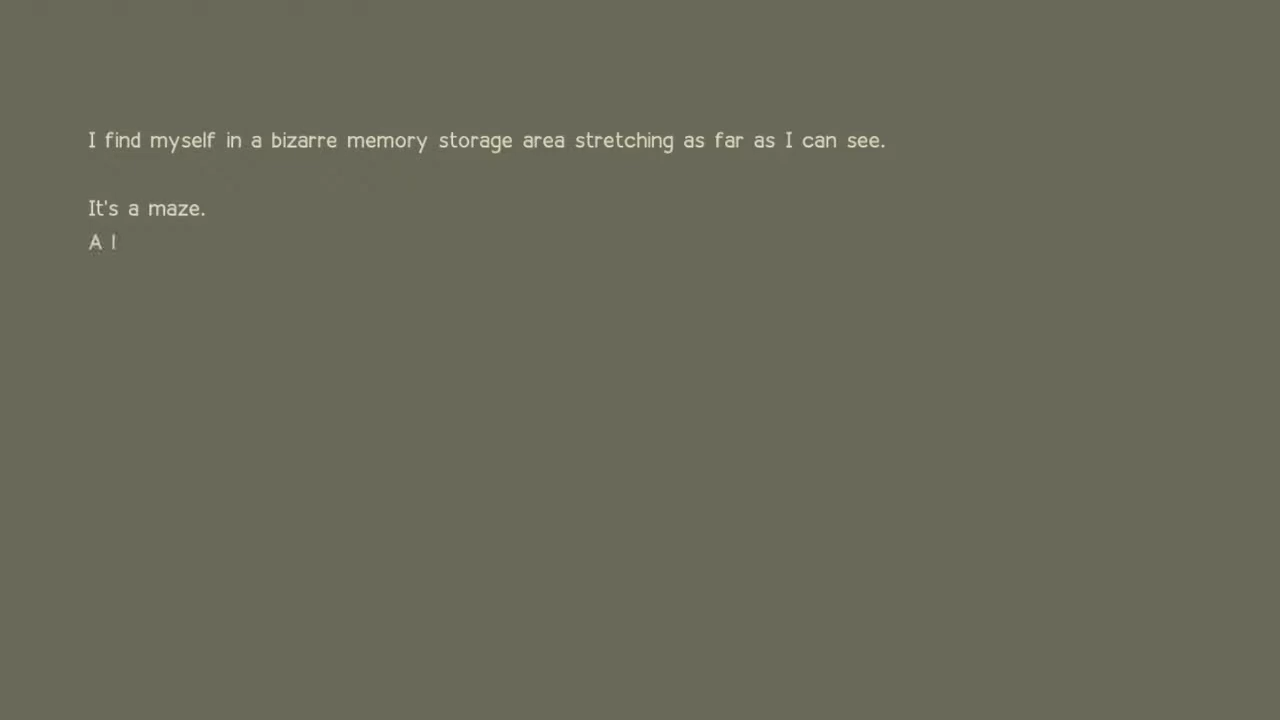 I find myself in a bizarre memory storage area stretching as far as I can see.
It's a maze.
A l